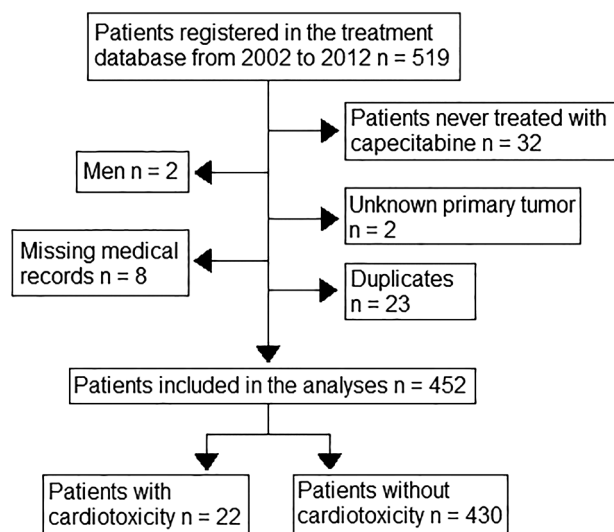 Patients registered in the treatment
database from 2002 to 2012 n = 519
Patients never treated with
capecitabine n = 32
Men n = 2
Unknown primary tumor
n = 2
Missing medical
records n = 8
Duplicates
n = 23
Patients included in the analyses n = 452
Patients with
cardiotoxicity n = 22
Patients without
cardiotoxicity n = 430